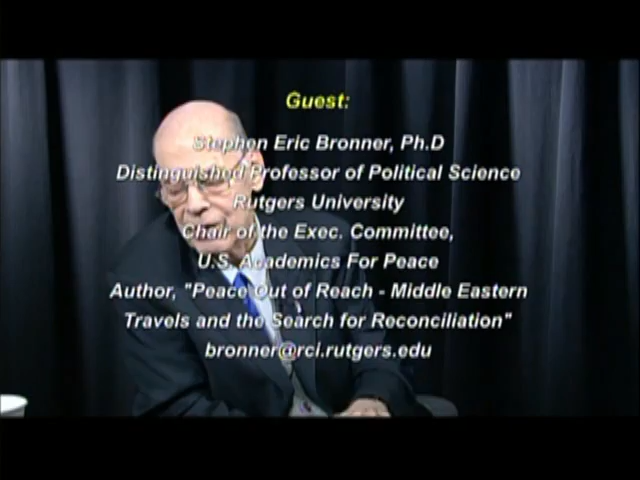 Guest:
Stephen Eric Bronner, Ph.D
Distinguished Professor of Political Science
Rutgers University
Chair of the Exec. Committee,
U.S. Academics For Peace
Author, "Peace Out of Reach - Middle Eastern
Travels and the Search for Reconciliation"
bronner@rci.rutgers.edu